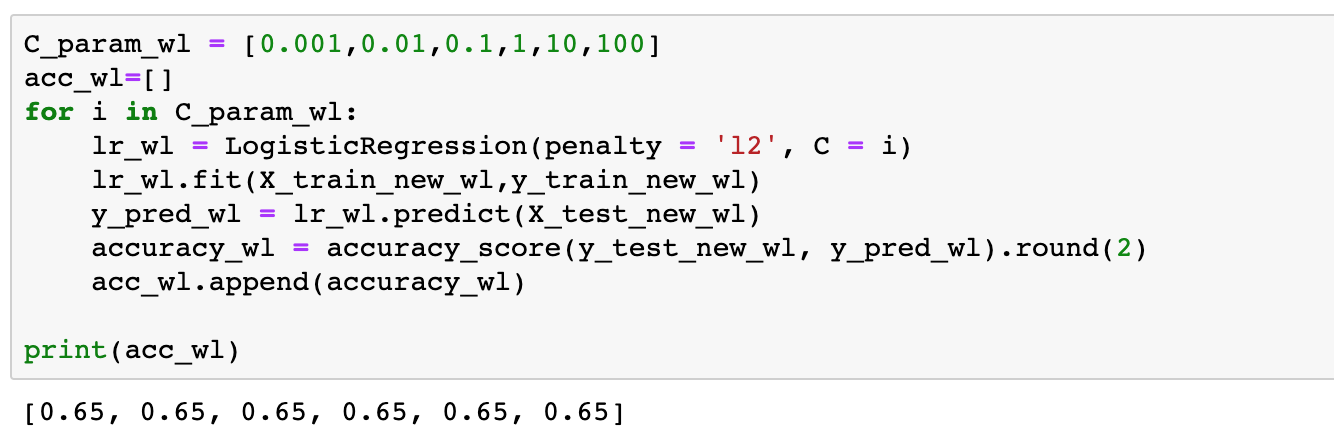 C_param_wl = [0.001,0.01,0.1,1,10,100]
acc_wl=[]
for i in C_param_wl:
    lr_wl = LogisticRegression(penalty = 'l2', C = i)
    lr_wl.fit(X_train_new_wl,y_train_new_wl)
    y_pred_wl = lr_wl.predict(X_test_new_wl)
    accuracy_wl = accuracy_score(y_test_new_wl, y_pred_wl).round(2)
    acc_wl.append(accuracy_wl)
print(acc_wl)
[0.65, 0.65, 0.65, 0.65, 0.65, 0.65]